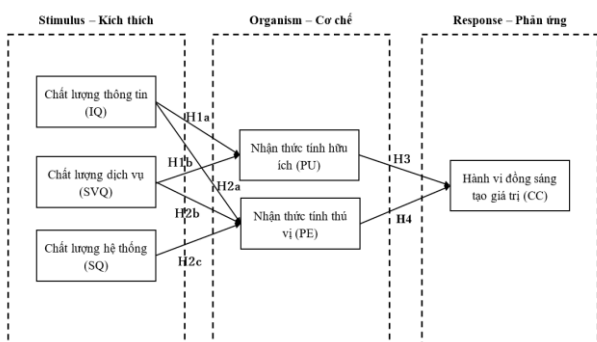 Stimulus – Kích thích
Organism – Cơ chế
Response – Phản ứng
Chất lượng thông tin
(IQ)
Chất lượng dịch vụ
(SVQ)
Chất lượng hệ thống
(SQ)
H1a
H1b
H2a
H2b
H2c
Nhận thức tính hữu
ích (PU)
Nhận thức tính thú
vị (PE)
H3
H4
Hành vi đồng sáng
tạo giá trị (CC)